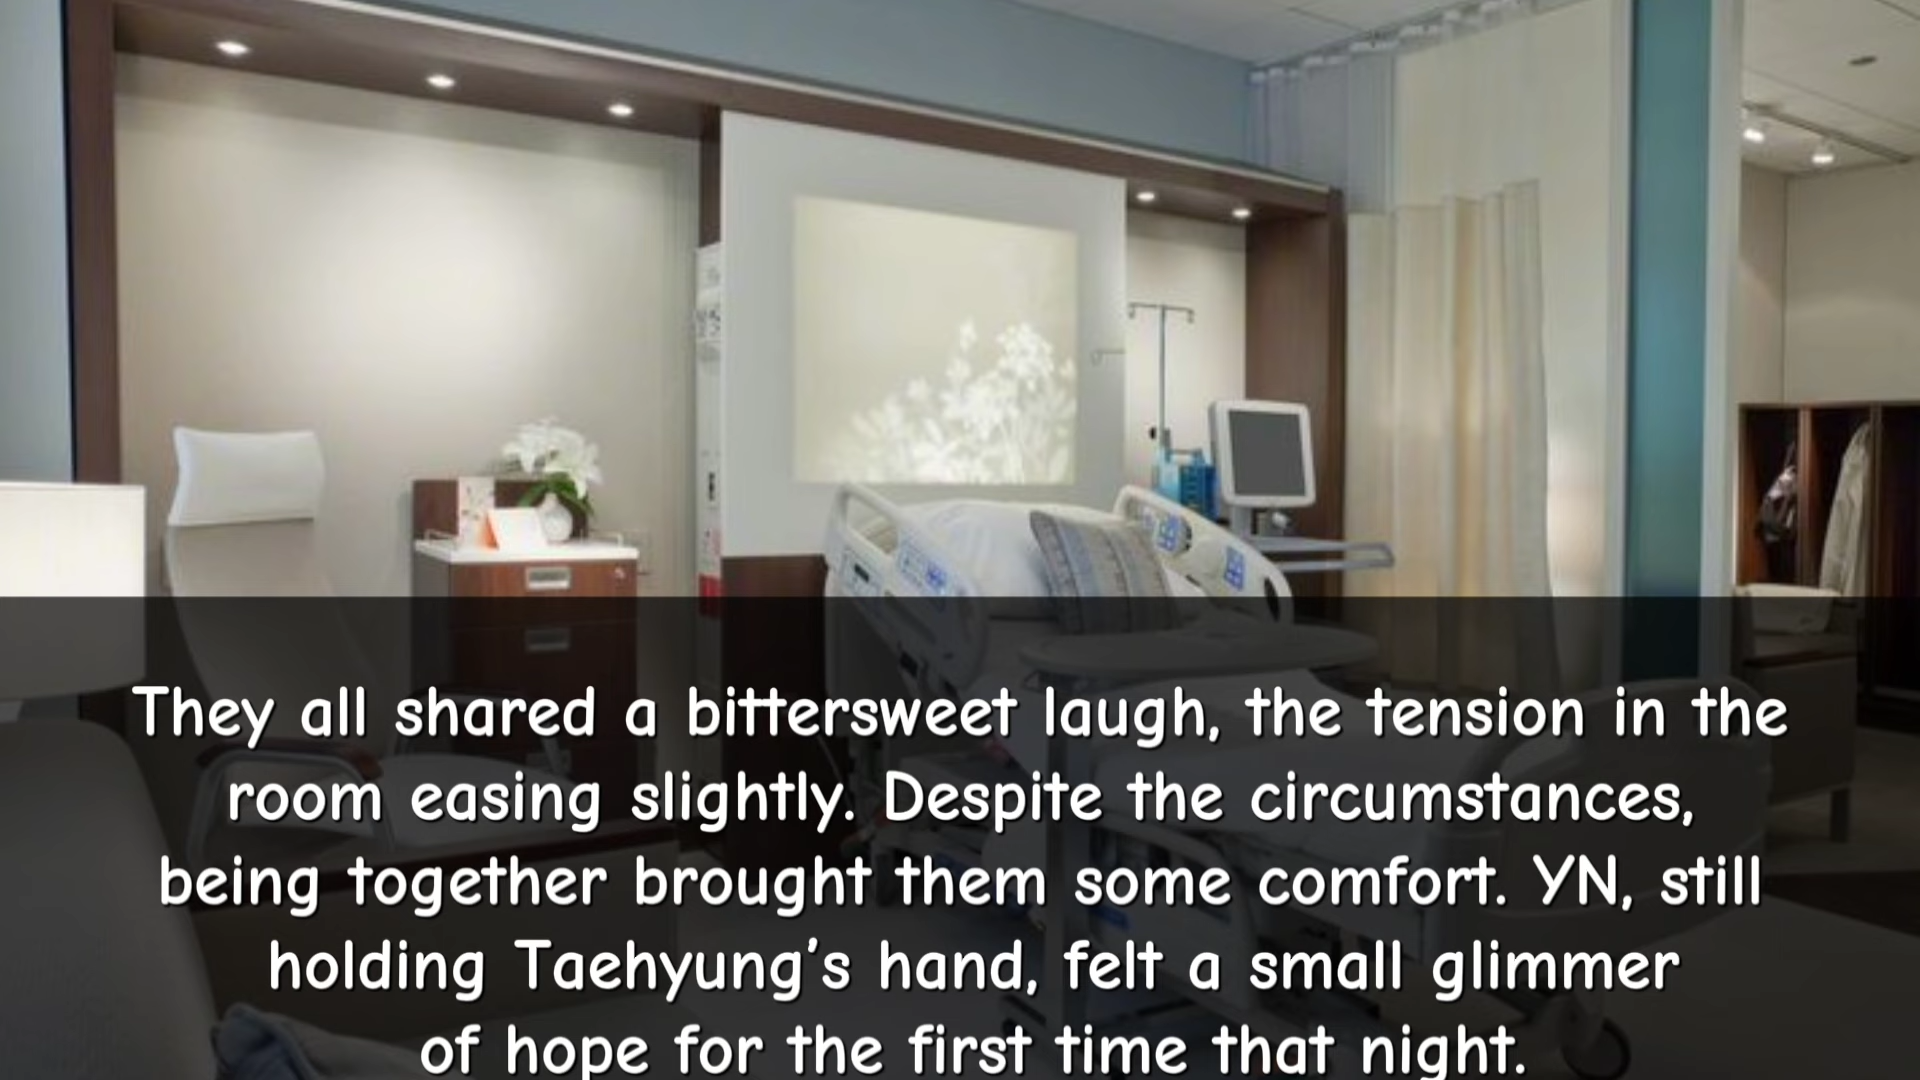 They all shared a bittersweet laugh, the tension in the
room easing slightly. Despite the circumstances,
being together brought them some comfort. YN, still
holding Taehyung's hand, felt a small glimmer
of hope for the first time that night.